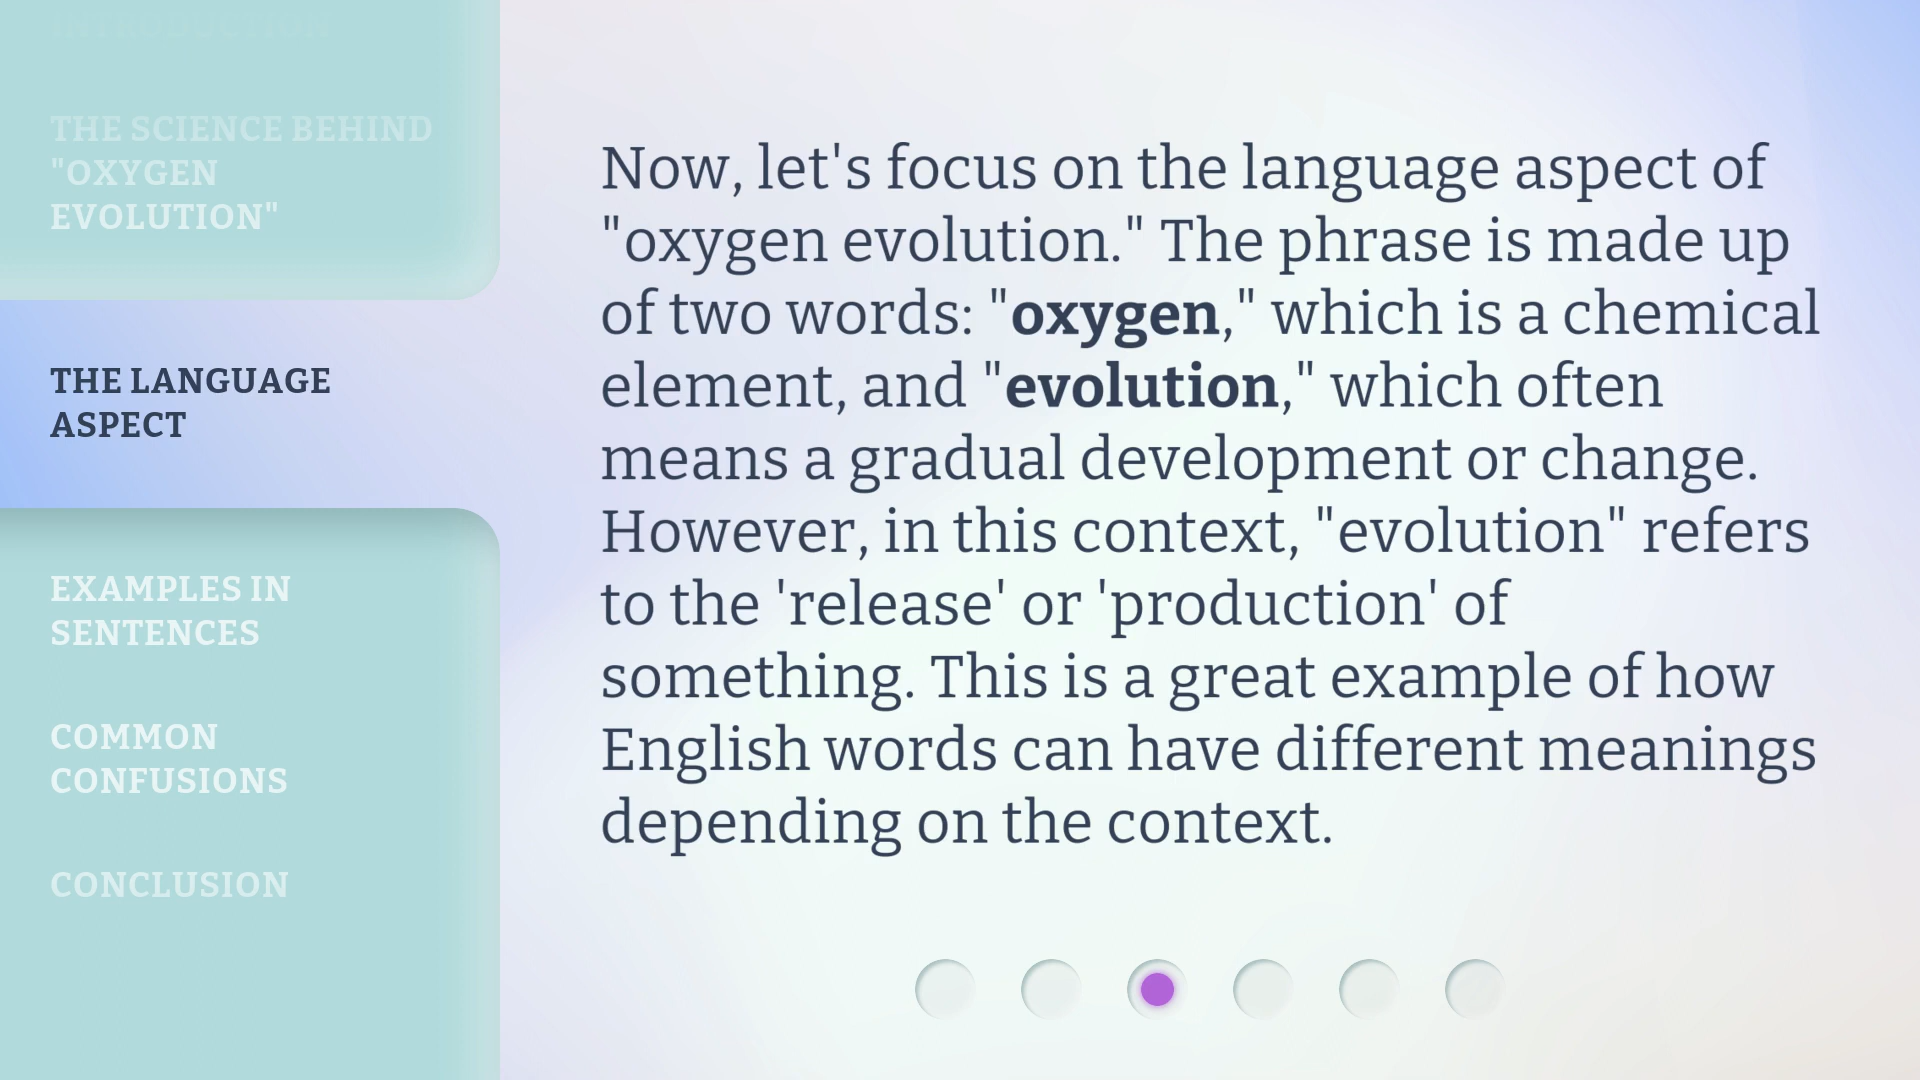 INTRODUCTION
THE SCIENCE BEHIND
"OXYGEN
EVOLUTION"
THE LANGUAGE
ASPECT
EXAMPLES IN
SENTENCES
COMMON
CONFUSIONS
CONCLUSION
Now, let's focus on the language aspect of
"oxygen evolution." The phrase is made up
of two words: "oxygen," which is a chemical
element, and "evolution," which often
means a gradual development or change.
However, in this context, "evolution" refers
to the 'release' or 'production' of
something. This is a great example of how
English words can have different meanings
depending on the context.